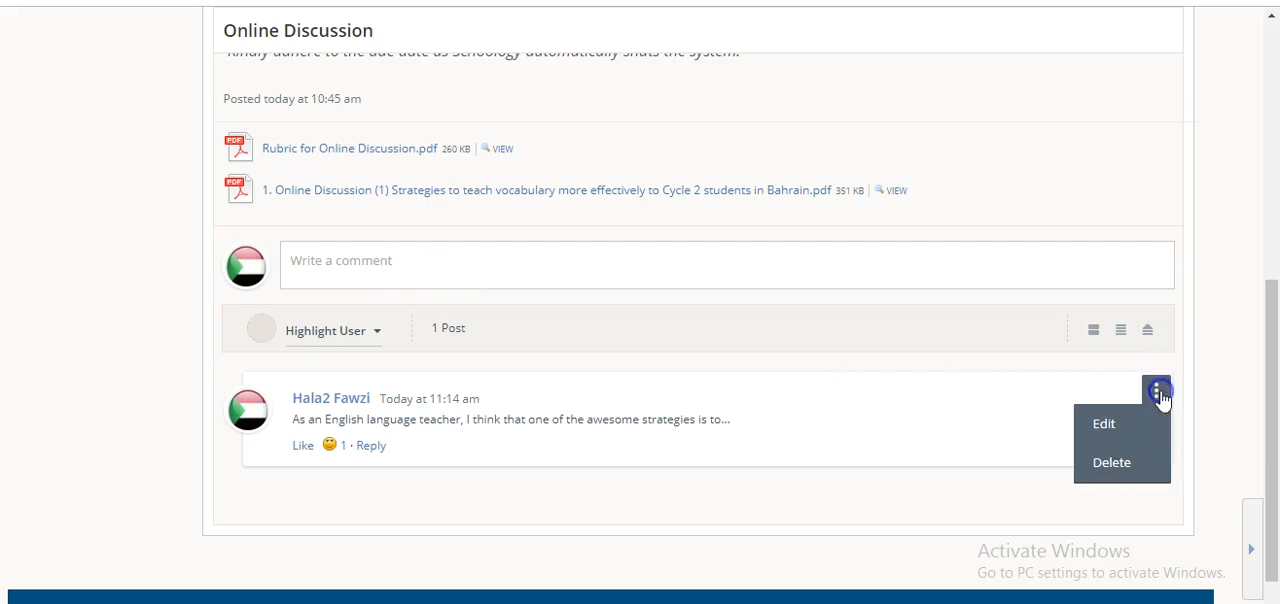 Online Discussion
Kindly adhere to the due date as Schoology automatically shuts the system.
Posted today at 10:45 am
PDF Rubric for Online Discussion.pdf 260 KB | VIEW
PDF 1. Online Discussion (1) Strategies to teach vocabulary more effectively to Cycle 2 students in Bahrain.pdf 351 KB | VIEW
Write a comment
Highlight User 1 Post
Hala2 Fawzi Today at 11:14 am
As an English language teacher, I think that one of the awesome strategies is to...
Like 1 · Reply
Edit
Delete
Activate Windows
Go to PC settings to activate Windows.